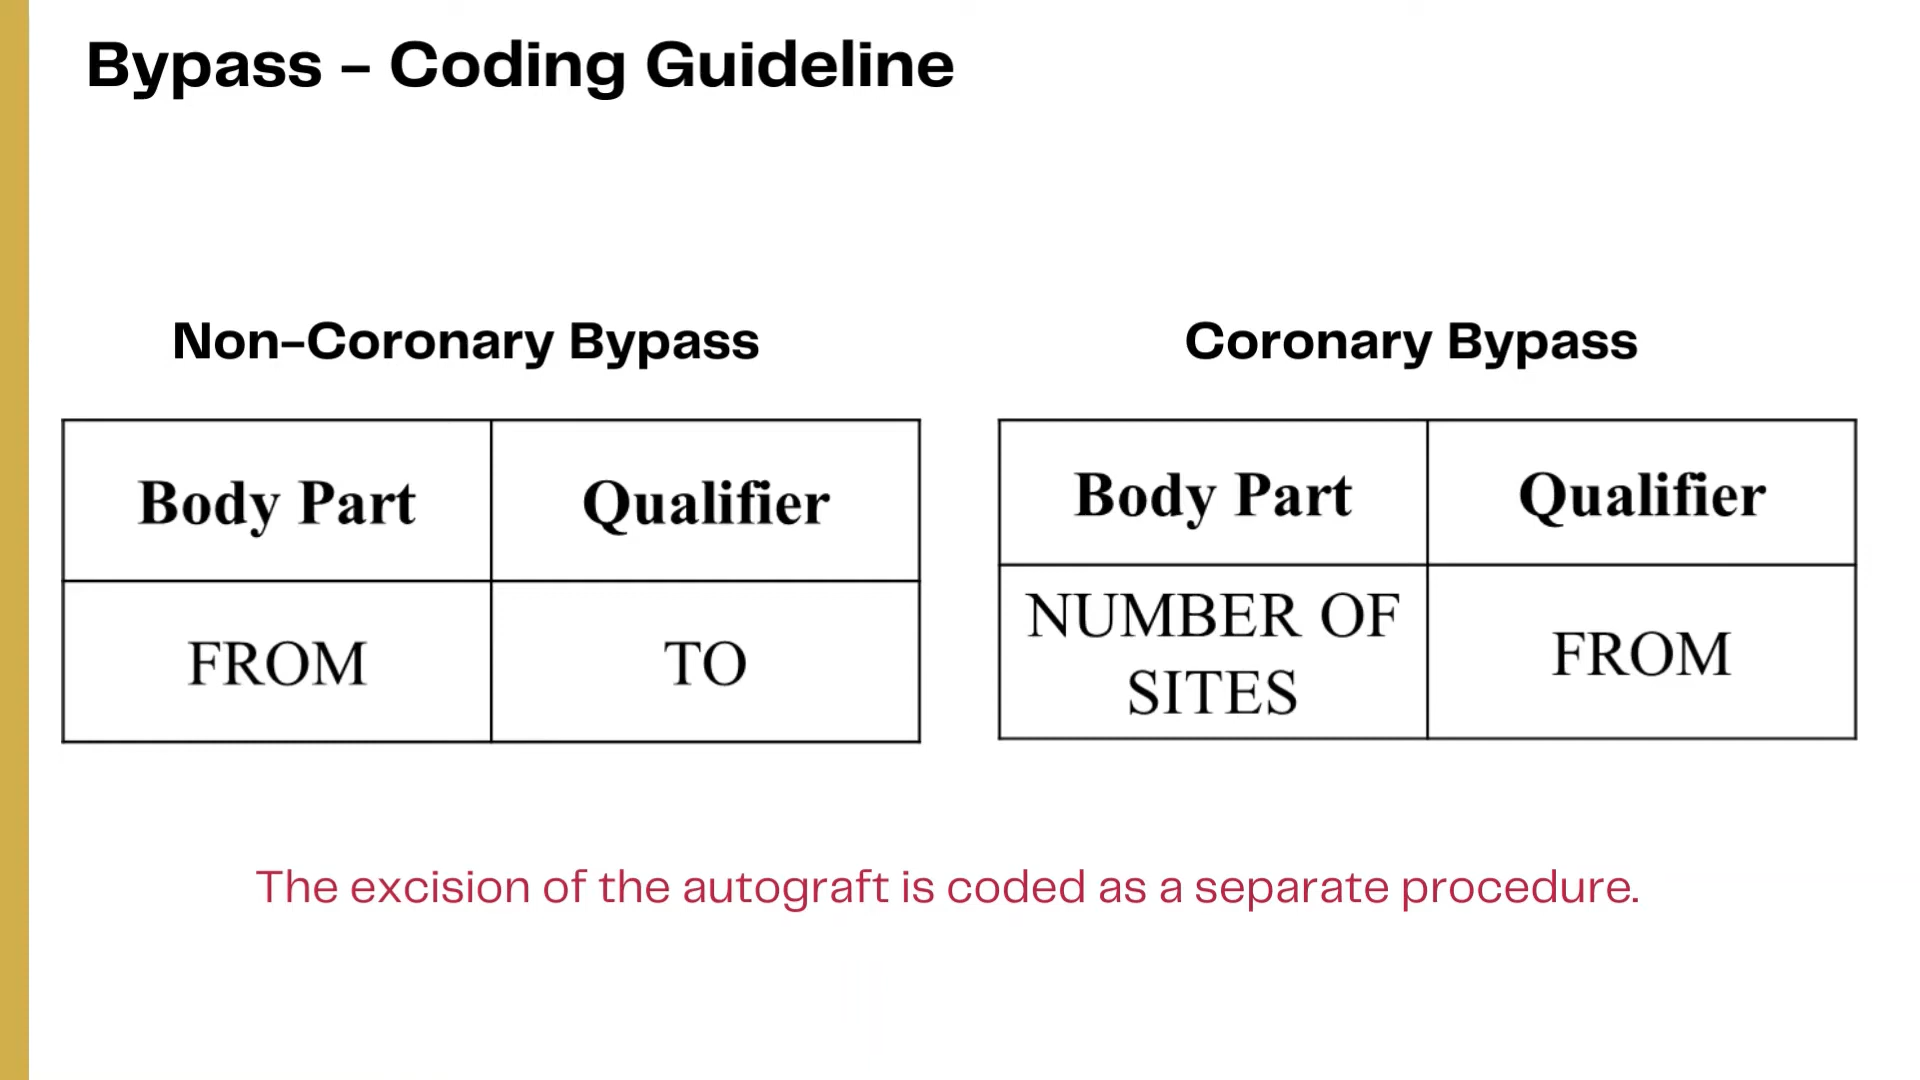 Bypass - Coding Guideline
Non-Coronary Bypass
Body Part Qualifier
FROM TO
Coronary Bypass
Body Part Qualifier
NUMBER OF
SITES
FROM
The excision of the autograft is coded as a separate procedure.